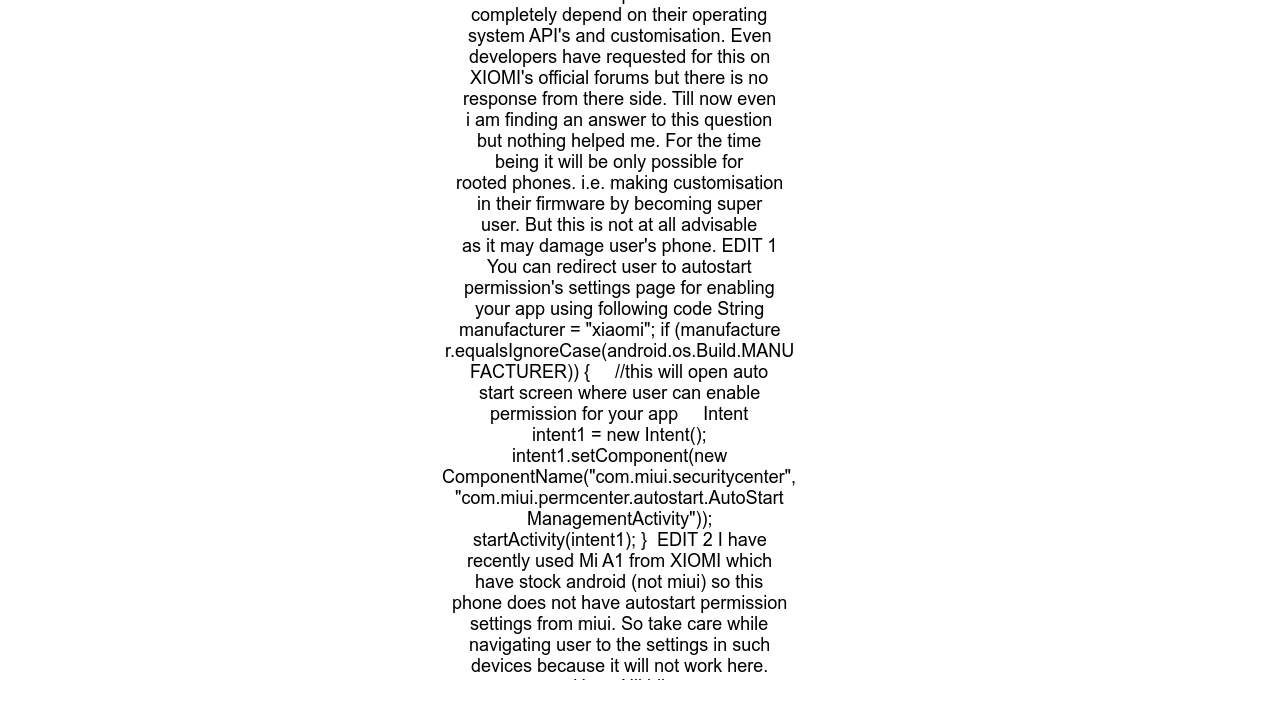 completely depend on their operating
system API's and customisation. Even
developers have requested for this on
XIOMI's official forums but there is no
response from there side. Till now even
i am finding an answer to this question
but nothing helped me. For the time
being it will be only possible for
rooted phones. i.e. making customisation
in their firmware by becoming super
user. But this is not at all advisable
as it may damage user's phone. EDIT 1
You can redirect user to autostart
permission's settings page for enabling
your app using following code String
manufacturer = "xiaomi"; if (manufacture
r.equalsIgnoreCase(android.os.Build.MANU
FACTURER)) {     //this will open auto
start screen where user can enable
permission for your app     Intent
intent1 = new Intent();
intent1.setComponent(new
ComponentName("com.miui.securitycenter",
"com.miui.permcenter.autostart.AutoStart
ManagementActivity"));
startActivity(intent1); }  EDIT 2 I have
recently used Mi A1 from XIOMI which
have stock android (not miui) so this
phone does not have autostart permission
settings from miui. So take care while
navigating user to the settings in such
devices because it will not work here.